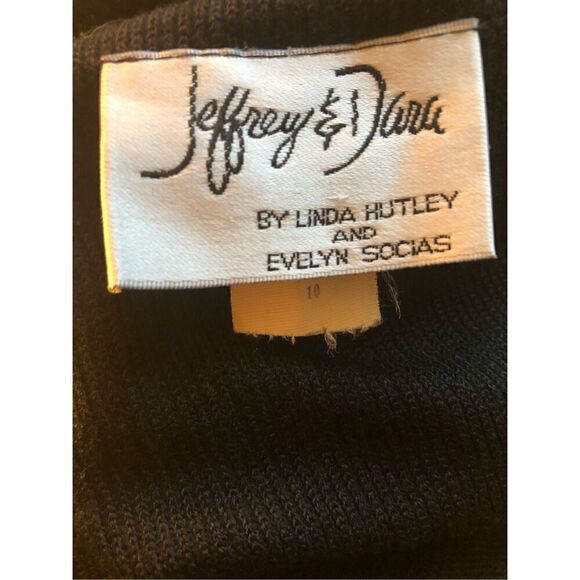 Jeffrey & Dara
BY LINDA HUTLEY
AND
EVELYN SOCIAS
10